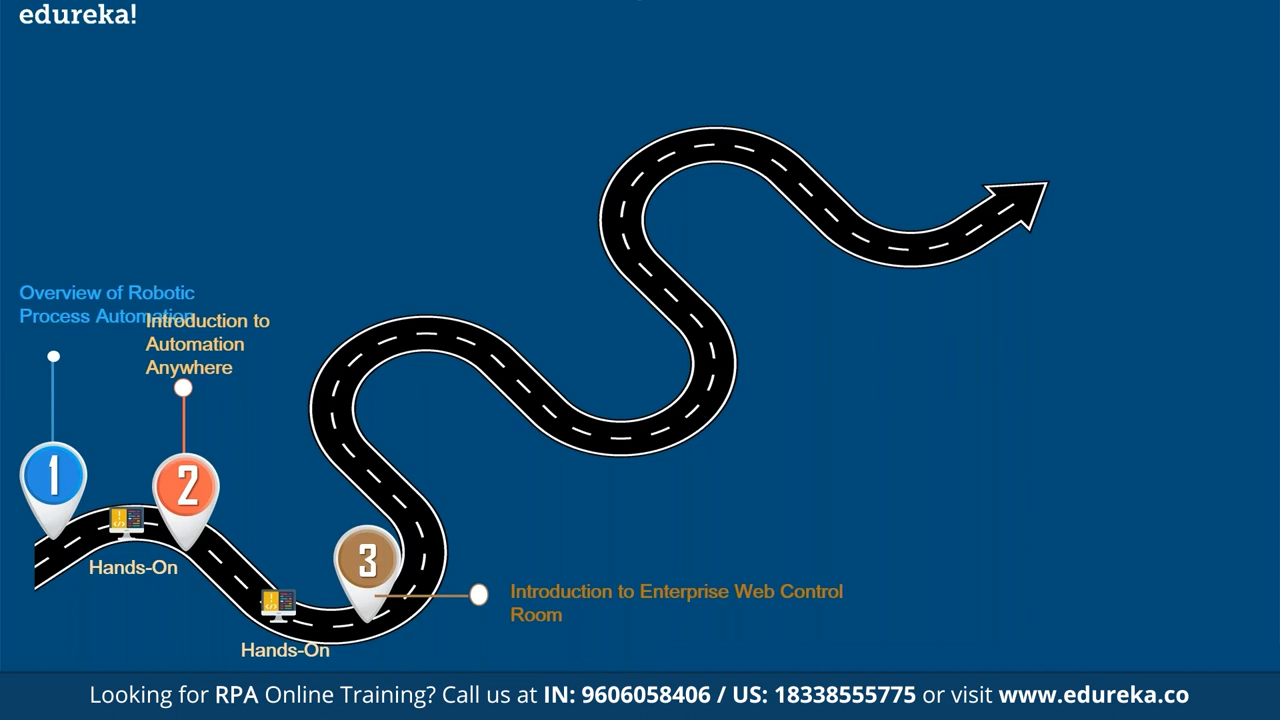 edureka!
Overview of Robotic
Process Automation
Introduction to
Automation
Anywhere
1
2
Hands-On
3
Introduction to Enterprise Web Control
Room
Hands-On
Looking for RPA Online Training? Call us at IN: 9606058406 / US: 18338555775 or visit www.edureka.co